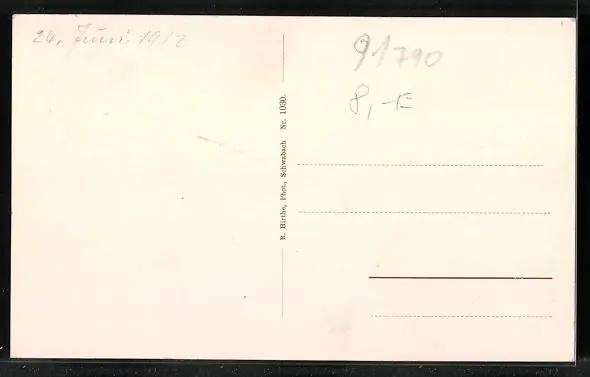 24. Juni 1912
91790
8,-E
R. Hirthe, Phot., Schwabach Nr. 1030.